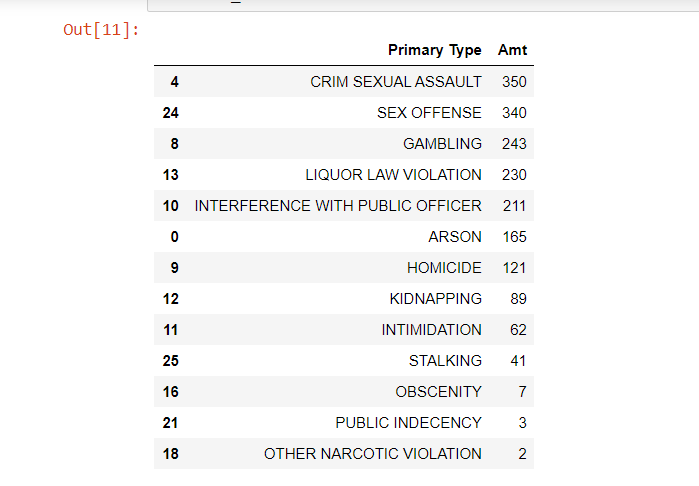 Out[11]:
Primary Type Amt
4 CRIM SEXUAL ASSAULT 350
24 SEX OFFENSE 340
8 GAMBLING 243
13 LIQUOR LAW VIOLATION 230
10 INTERFERENCE WITH PUBLIC OFFICER 211
0 ARSON 165
9 HOMICIDE 121
12 KIDNAPPING 89
11 INTIMIDATION 62
25 STALKING 41
16 OBSCENITY 7
21 PUBLIC INDECENCY 3
18 OTHER NARCOTIC VIOLATION 2